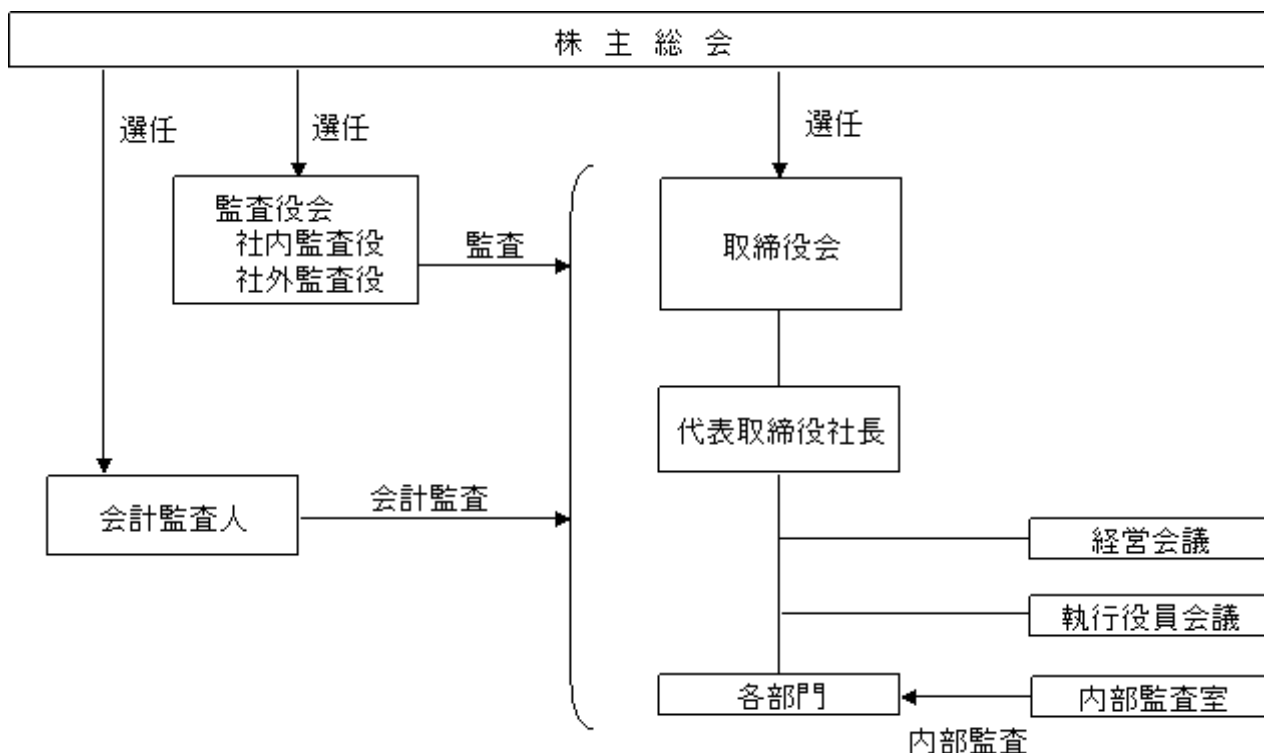 株 主 総 会
選任
選任
選任
監査役会
社内監査役
社外監査役
監査
取締役会
代表取締役社長
会計監査人
会計監査
経営会議
執行役員会議
各部門
内部監査室
内部監査